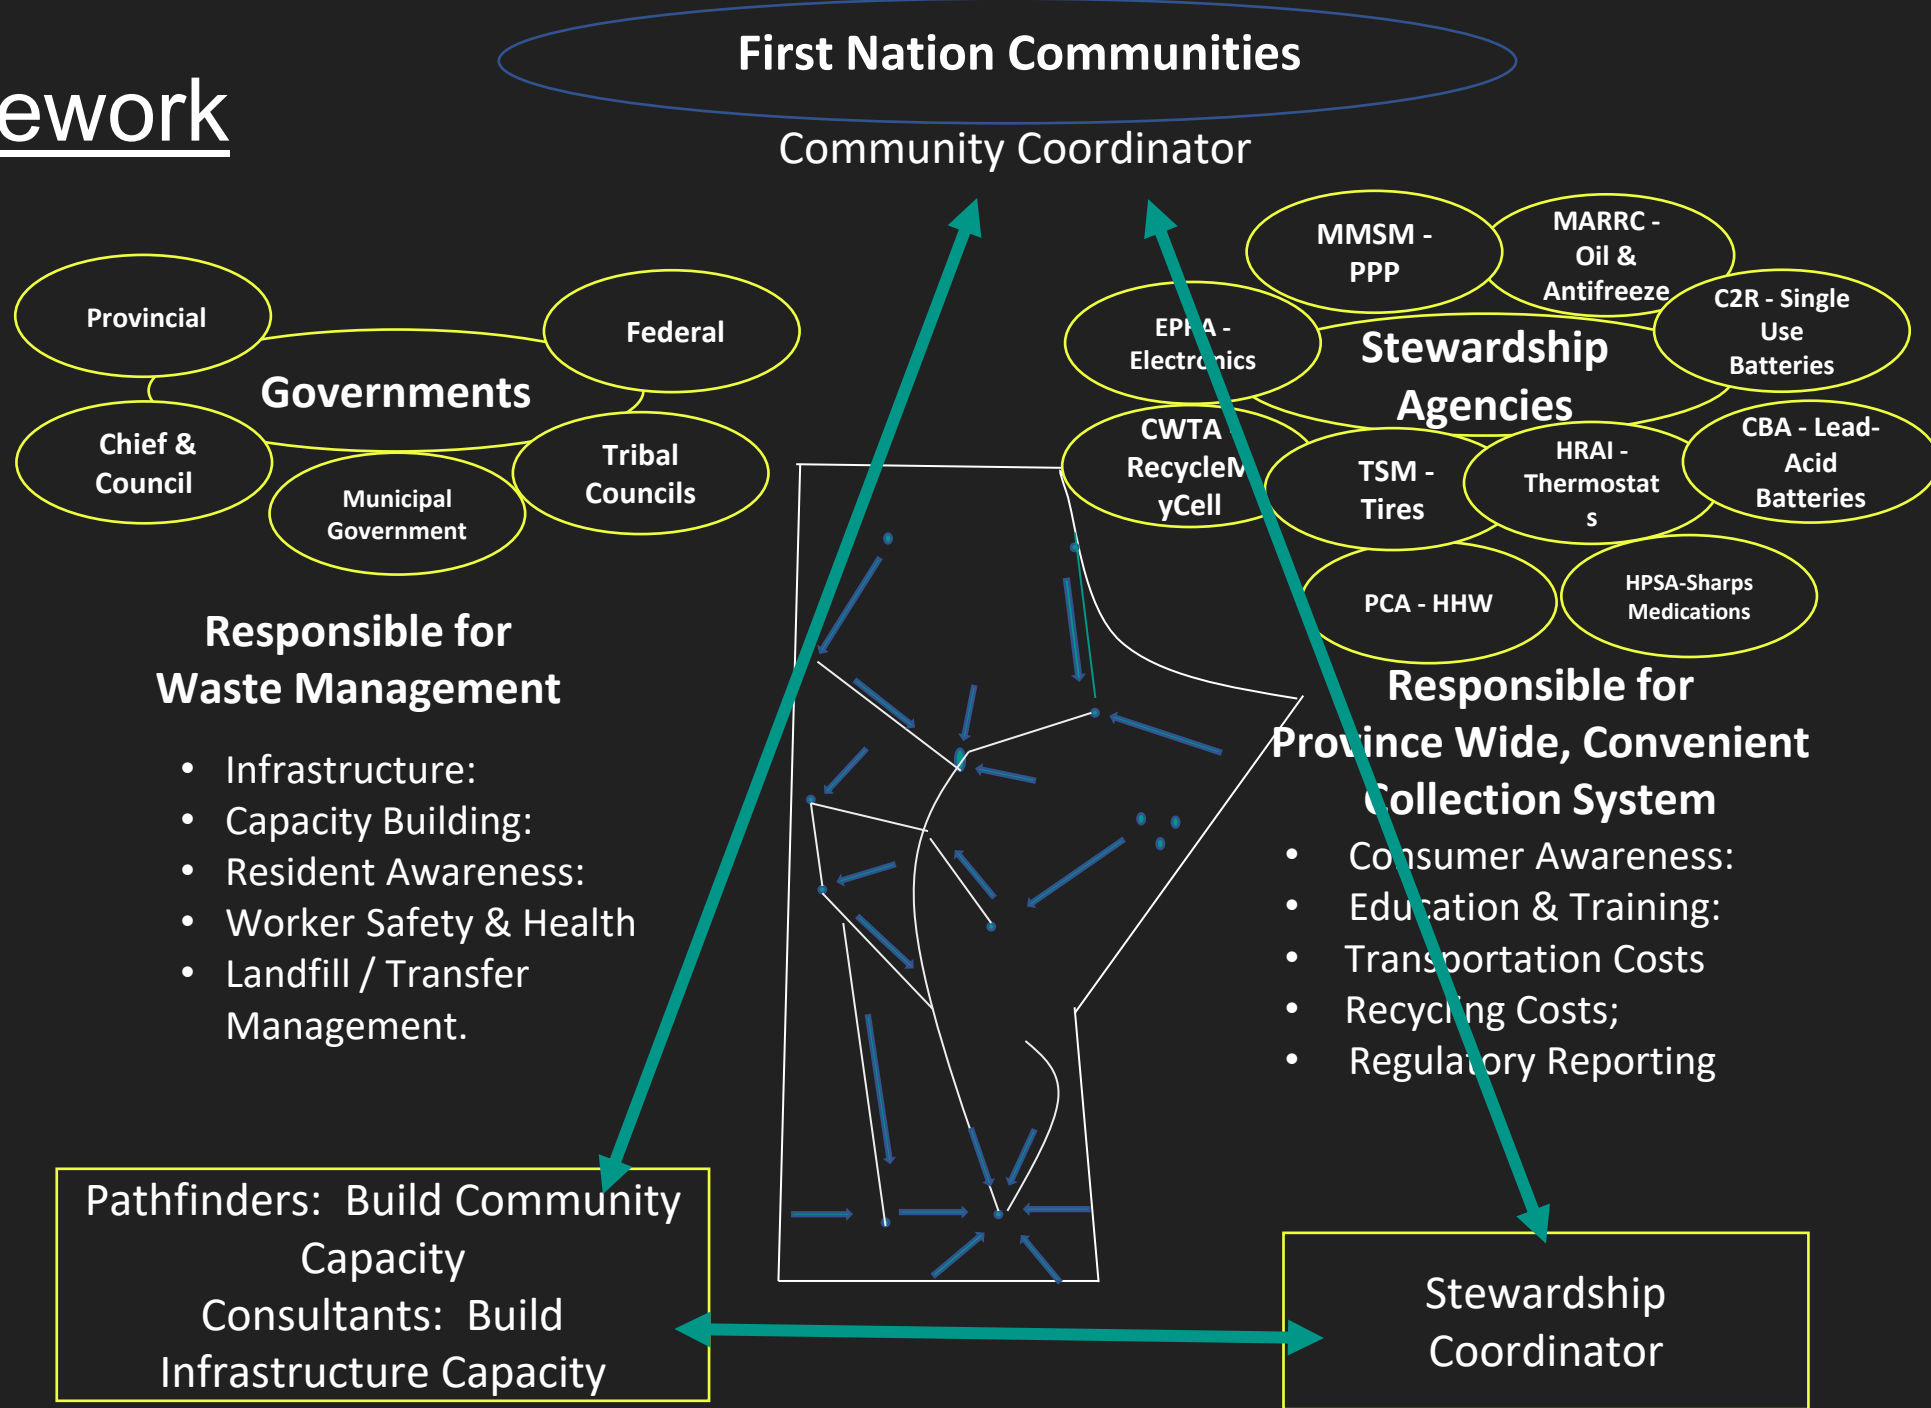 ework
First Nation Communities
Community Coordinator
Provincial
Federal
Governments
Chief &
Council
Municipal
Government
Tribal
Councils
Responsible for
Waste Management
• Infrastructure:
• Capacity Building:
• Resident Awareness:
• Worker Safety & Health
• Landfill / Transfer
Management.
MMSM -
PPP
MARRC -
Oil &
Antifreeze
C2R - Single
Use
Batteries
EPRA -
Electronics
Stewardship
Agencies
CWTA -
RecycleM
yCell
TSM -
Tires
HRAI -
Thermostat
s
CBA - Lead-
Acid
Batteries
PCA - HHW
HPSA-Sharps
Medications
Responsible for
Province Wide, Convenient
Collection System
• Consumer Awareness:
• Education & Training:
• Transportation Costs
• Recycling Costs;
• Regulatory Reporting
Pathfinders: Build Community
Capacity
Consultants: Build
Infrastructure Capacity
Stewardship
Coordinator